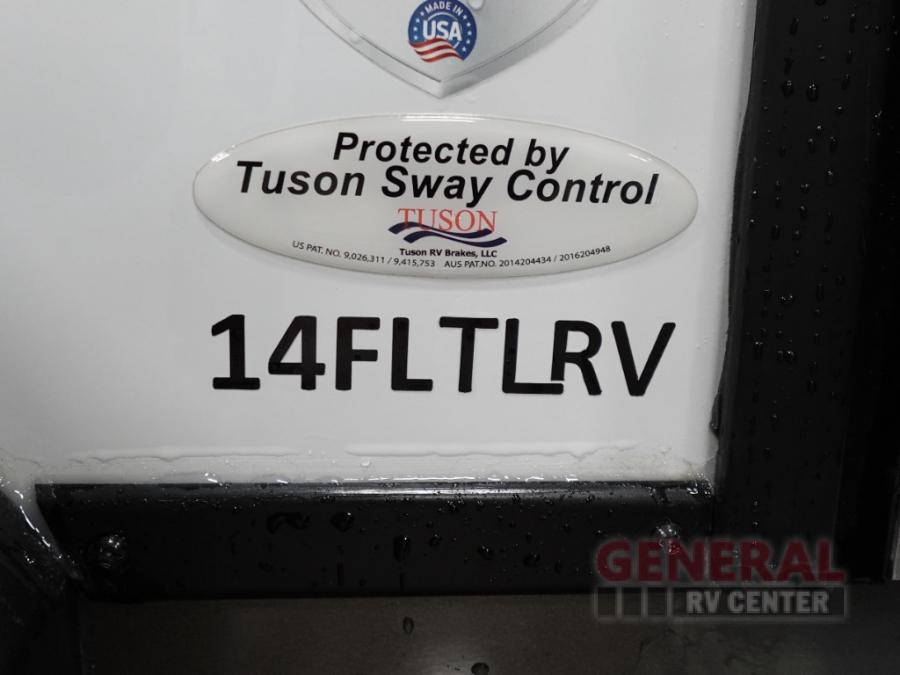 MADE IN
USA
Protected by
Tuson Sway Control
TUSON
Tuson RV Brakes, LLC
US PAT. NO. 9,026,311 / 9,415,753 AUS PAT.NO. 2014204434 / 2016204948
14FLTLRV
GENERAL
RV CENTER